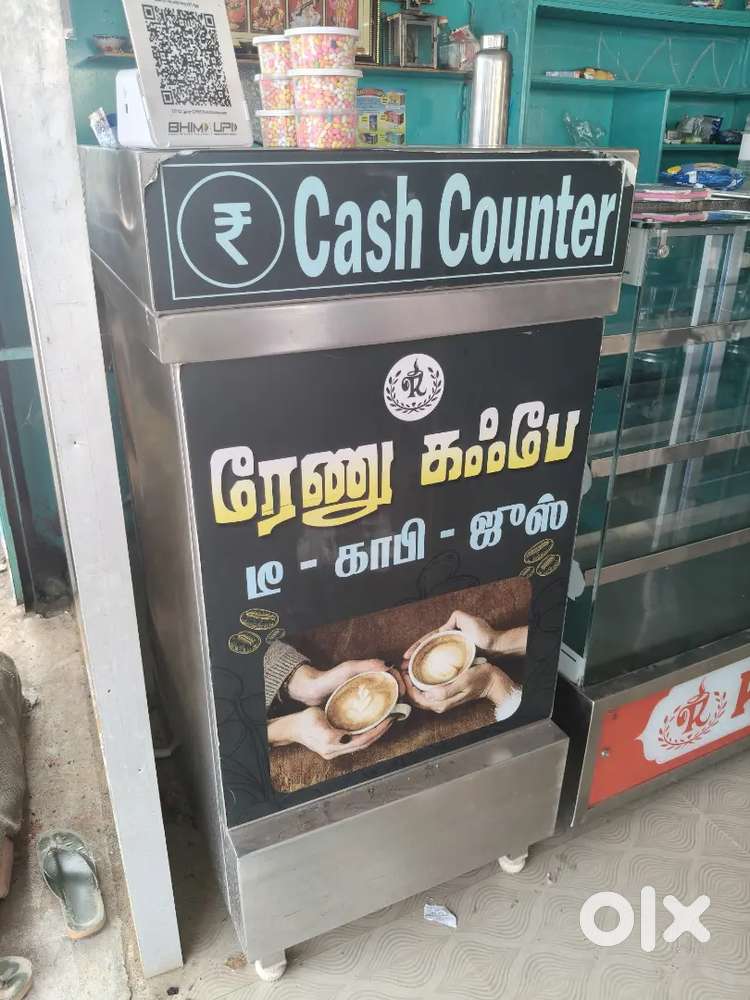 BHIM UPI
₹ Cash Counter
R
ரேணு கஃபே
டீ - காபி - ஜுஸ்
R
olx